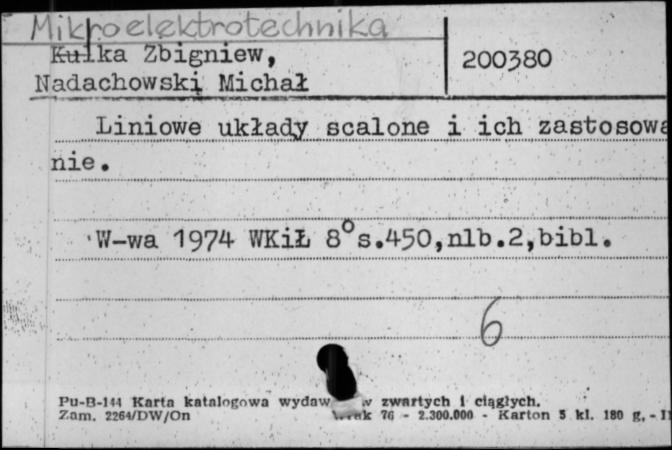 Mikroelektrotechnika
Kulka Zbigniew,
Nadachowski Michał
200380
Liniowe układy scalone i ich zastosowa
nie.
W-wa 1974 WKiŁ 8° s.450,nlb.2,bibl.
6
Pu-B-144 Karta katalogowa wydaw w zwartych i ciągłych.
Zam. 2264/DW/On 76 - 2.300.000 - Karton 5 kl. 180 g.